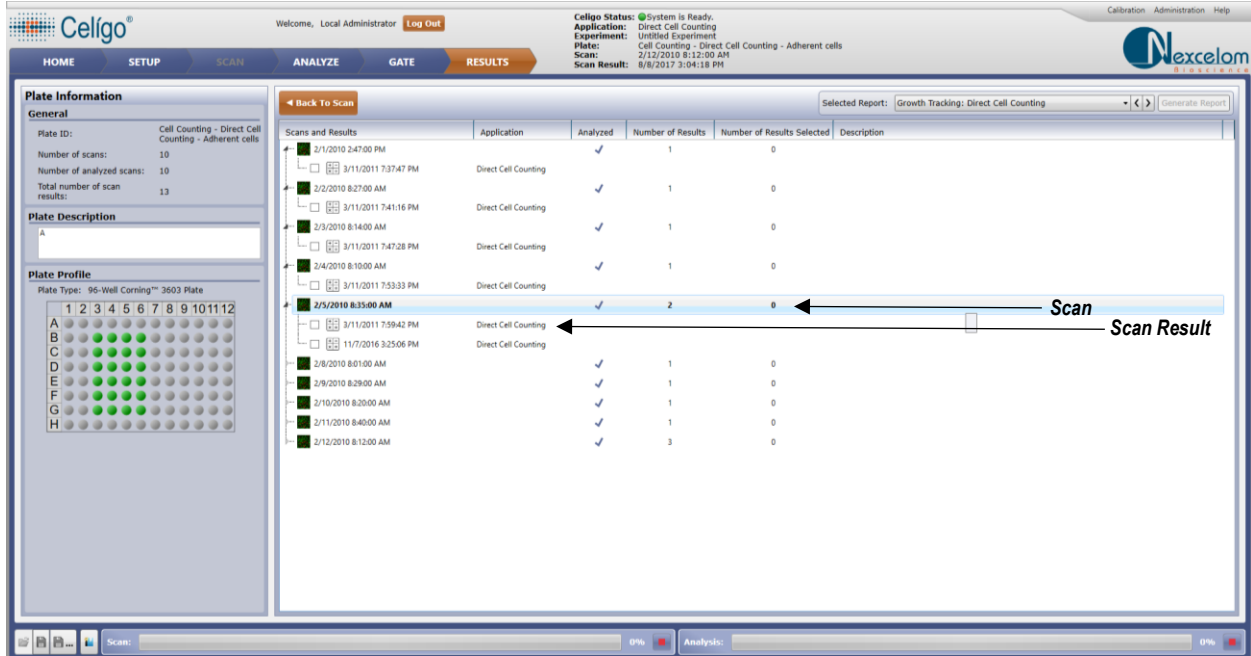 Calibration Administration Help
Celígo®
Welcome, Local Administrator Log Out
Celigo Status: System is Ready.
Application: Direct Cell Counting
Experiment: Untitled Experiment
Plate: Cell Counting - Direct Cell Counting - Adherent cells
Scan: 2/12/2010 8:12:00 AM
Scan Result: 8/8/2017 3:04:18 PM
Nexcelom
Bioscience
HOME SETUP SCAN ANALYZE GATE RESULTS
Plate Information
General
Plate ID: Cell Counting - Direct Cell
Counting - Adherent cells
Number of scans: 10
Number of analyzed scans: 10
Total number of scan
results: 13
Plate Description
A
Plate Profile
Plate Type: 96-Well Corning™ 3603 Plate
1 2 3 4 5 6 7 8 9 10 11 12
A
B
C
D
E
F
G
H
Back To Scan
Selected Report: Growth Tracking: Direct Cell Counting Generate Report
Scans and Results Application Analyzed Number of Results Number of Results Selected Description
2/1/2010 2:47:00 PM 1 0
3/11/2011 7:37:47 PM Direct Cell Counting
2/2/2010 8:27:00 AM 1 0
3/11/2011 7:41:16 PM Direct Cell Counting
2/3/2010 8:14:00 AM 1 0
3/11/2011 7:47:28 PM Direct Cell Counting
2/4/2010 8:10:00 AM 1 0
3/11/2011 7:53:33 PM Direct Cell Counting
2/5/2010 8:35:00 AM 2 0
Scan
3/11/2011 7:59:42 PM Direct Cell Counting
Scan Result
11/7/2016 3:25:06 PM Direct Cell Counting
2/8/2010 8:01:00 AM 1 0
2/9/2010 8:29:00 AM 1 0
2/10/2010 8:20:00 AM 1 0
2/11/2010 8:40:00 AM 1 0
2/12/2010 8:12:00 AM 3 0
Scan: 0% Analysis: 0%